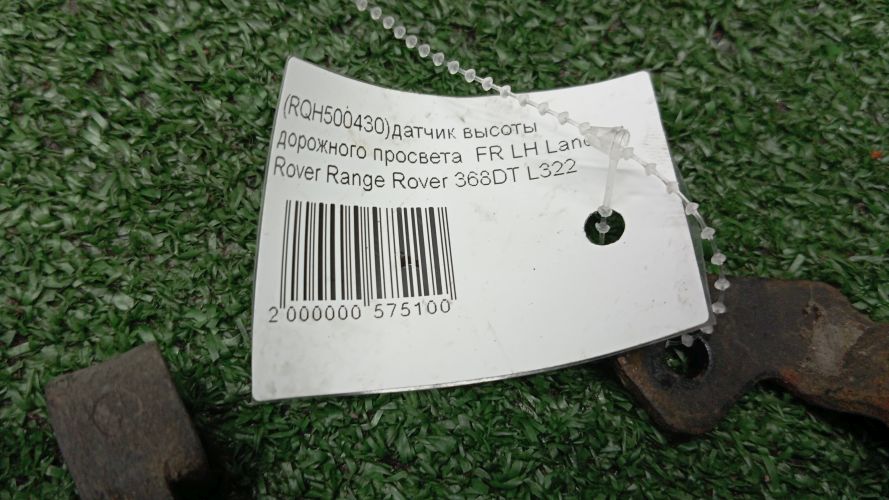 (RQH500430)датчик высоты
дорожного просвета FR LH Land
Rover Range Rover 368DT L322
2 000000 575100